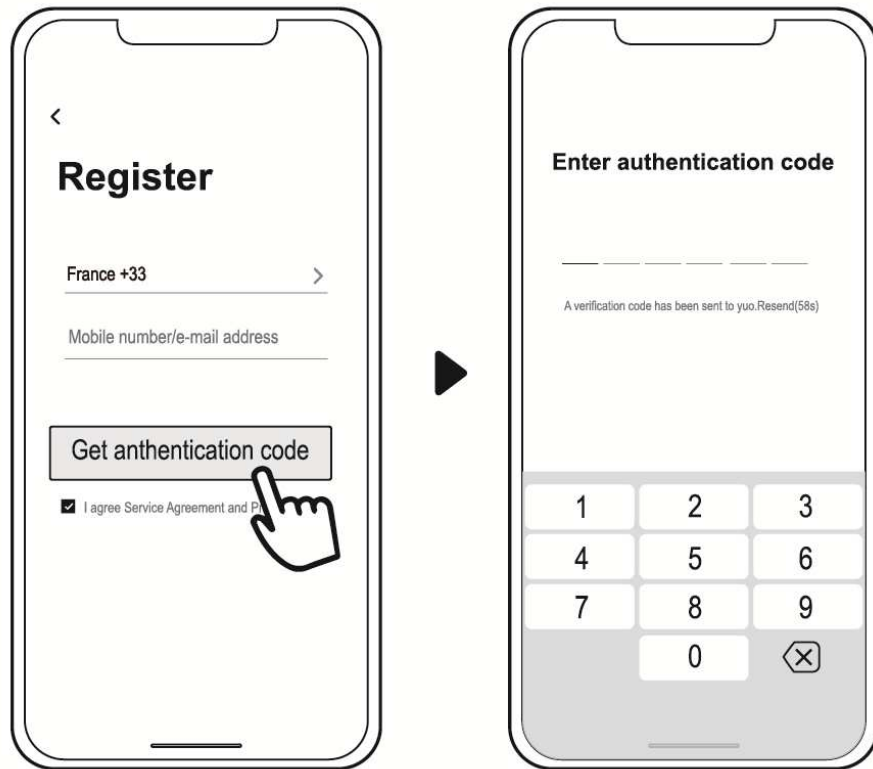 Register
France +33
Mobile number/e-mail address
Get anthentication code
I agree Service Agreement and
Enter authentication code
A verification code has been sent to yuo.Resend(58s)
1 2 3
4 5 6
7 8 9
0